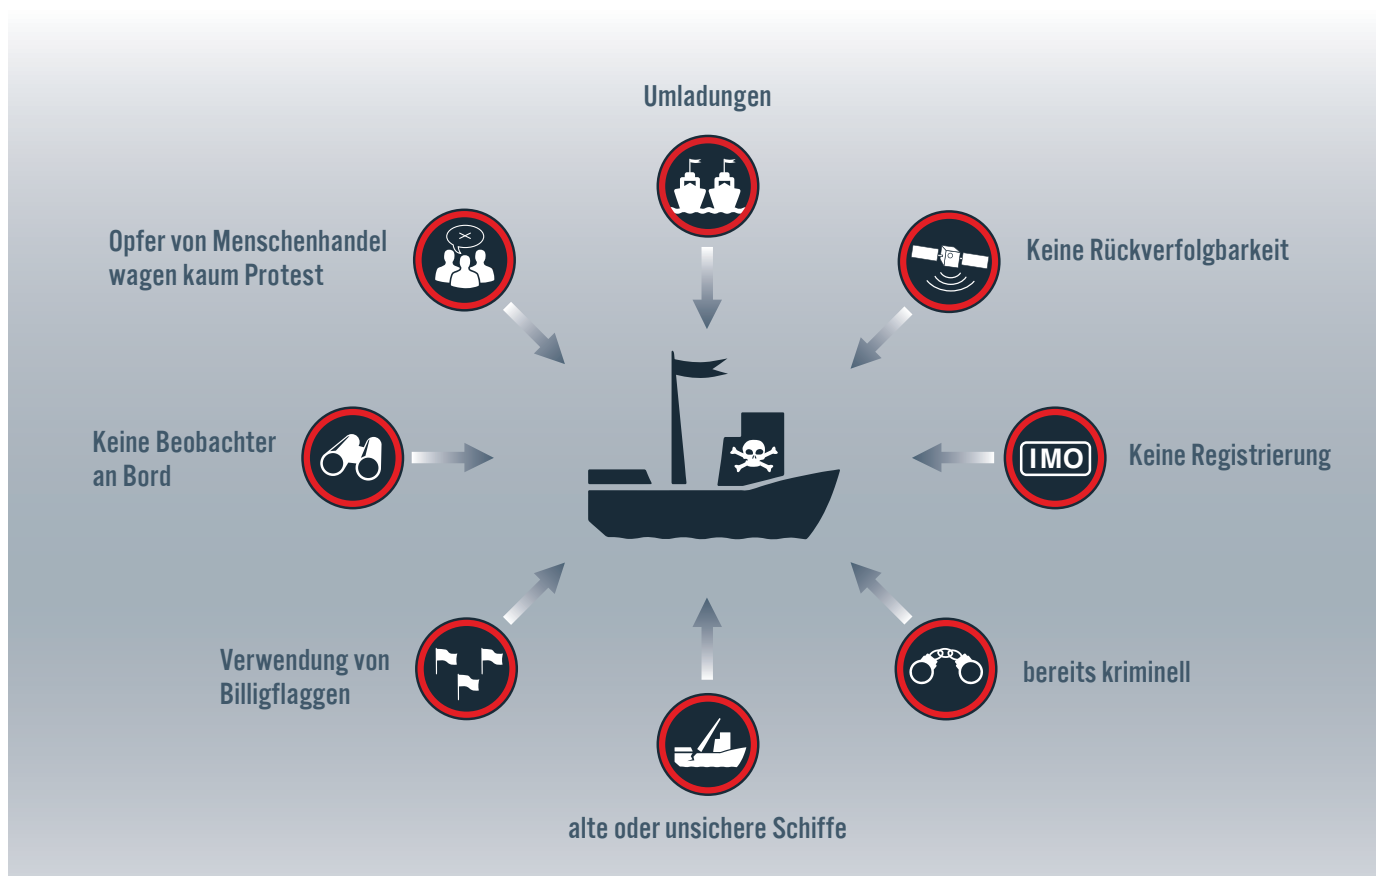 Umladungen
Opfer von Menschenhandel
wagen kaum Protest
Keine Rückverfolgbarkeit
Keine Beobachter
an Bord
IMO
Keine Registrierung
Verwendung von
Billigflaggen
bereits kriminell
alte oder unsichere Schiffe